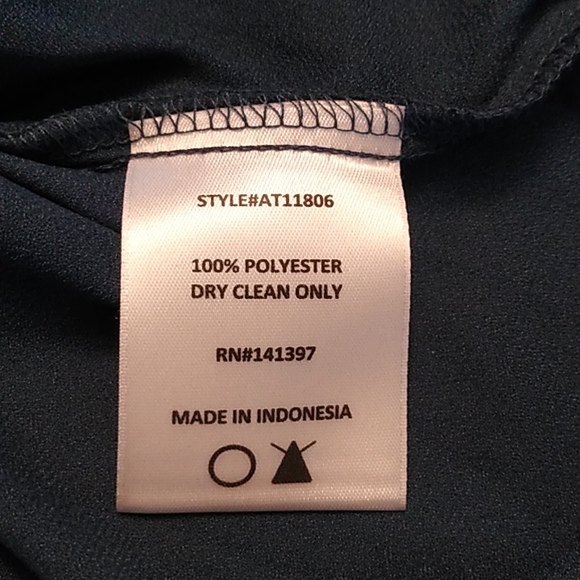 STYLE#AT11806
100% POLYESTER
DRY CLEAN ONLY
RN#141397
MADE IN INDONESIA